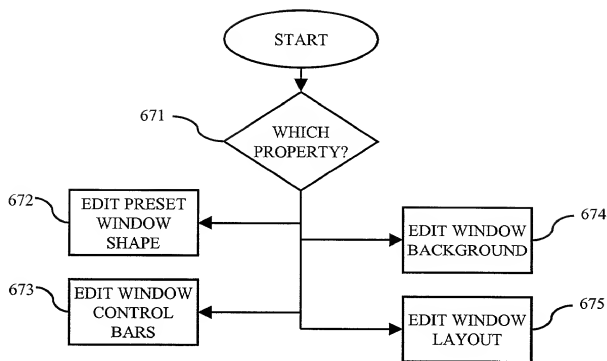 START
671
WHICH
PROPERTY?
672
EDIT PRESET
WINDOW
SHAPE
674
EDIT WINDOW
BACKGROUND
673
EDIT WINDOW
CONTROL
BARS
675
EDIT WINDOW
LAYOUT